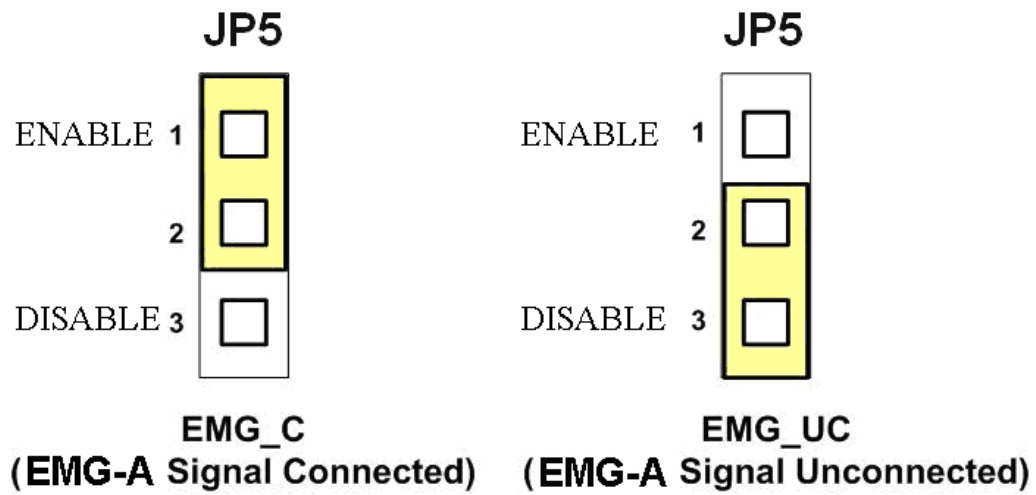 JP5
ENABLE 1
2
DISABLE 3
EMG_C
(EMG-A Signal Connected)
JP5
ENABLE 1
2
DISABLE 3
EMG_UC
(EMG-A Signal Unconnected)